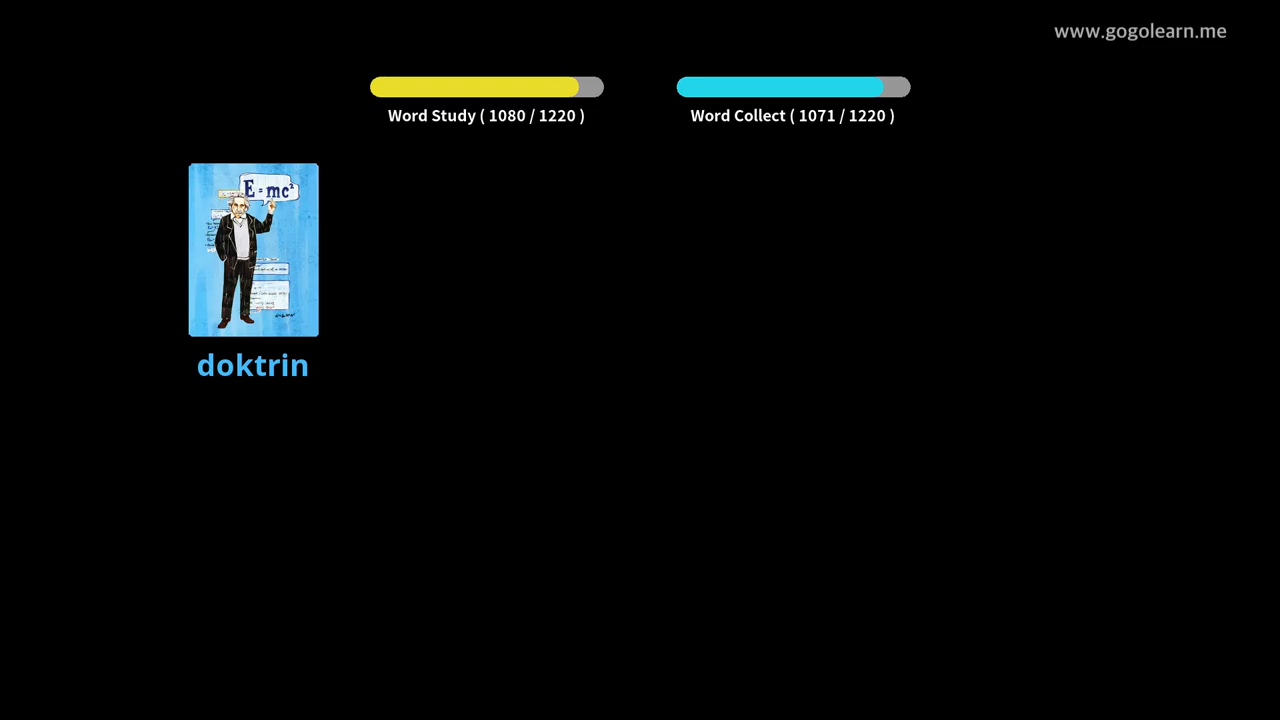 www.gogolearn.me
Word Study ( 1080 / 1220 )
Word Collect ( 1071 / 1220 )
E = mc²
doktrin